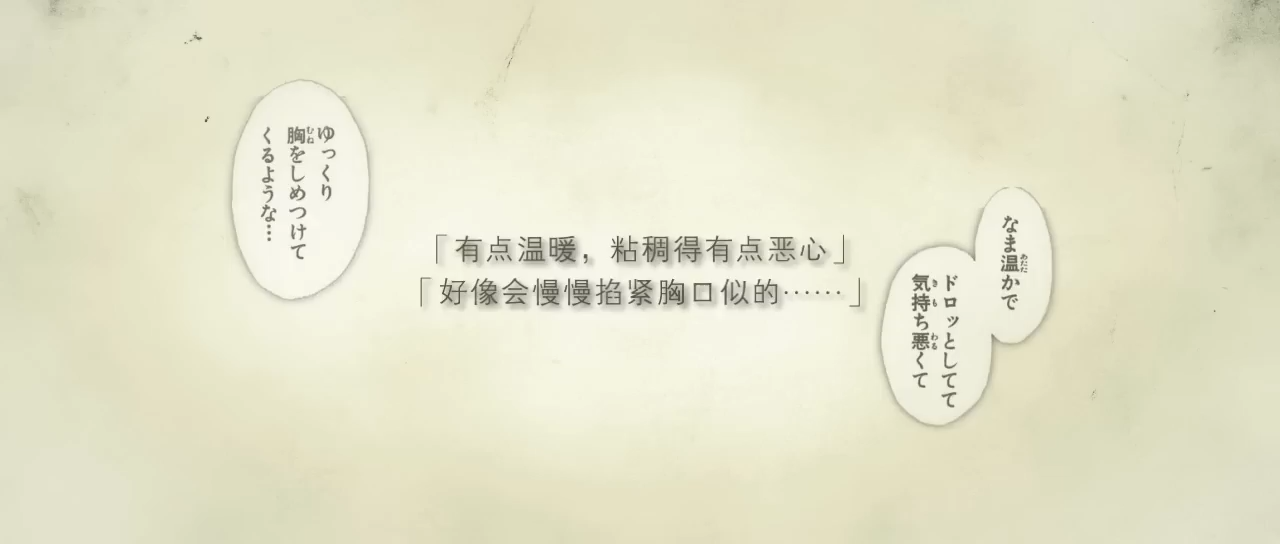 なま温かで
ドロッとしてて
気持ち悪くて
「有点温暖，粘稠得有点恶心」
「好像会慢慢掐紧胸口似的……」
ゆっくり
胸をしめつけて
くるような…